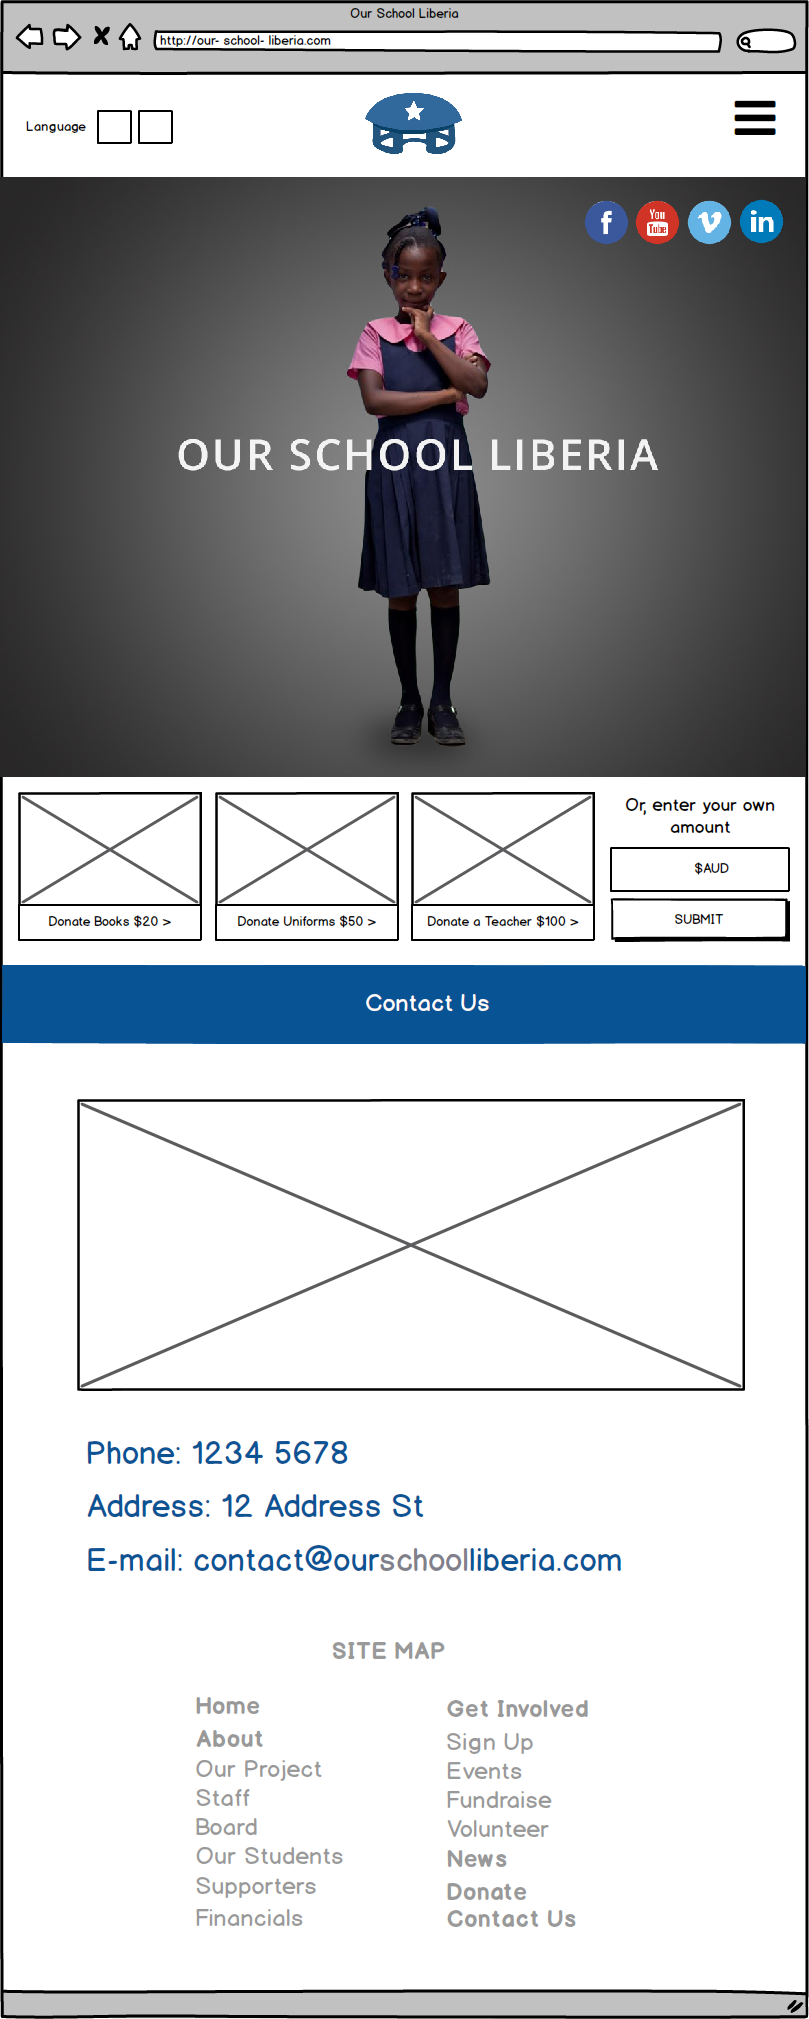 Our School Liberia
http://our- school- liberia.com
Language
You
Tube
in
OUR SCHOOL LIBERIA
Or, enter your own
amount
$AUD
SUBMIT
Donate Books $20 >
Donate Uniforms $50 >
Donate a Teacher $100 >
Contact Us
Phone: 1234 5678
Address: 12 Address St
E-mail: contact@ourschoolliberia.com
SITE MAP
Home
About
Our Project
Staff
Board
Our Students
Supporters
Financials
Get Involved
Sign Up
Events
Fundraise
Volunteer
News
Donate
Contact Us